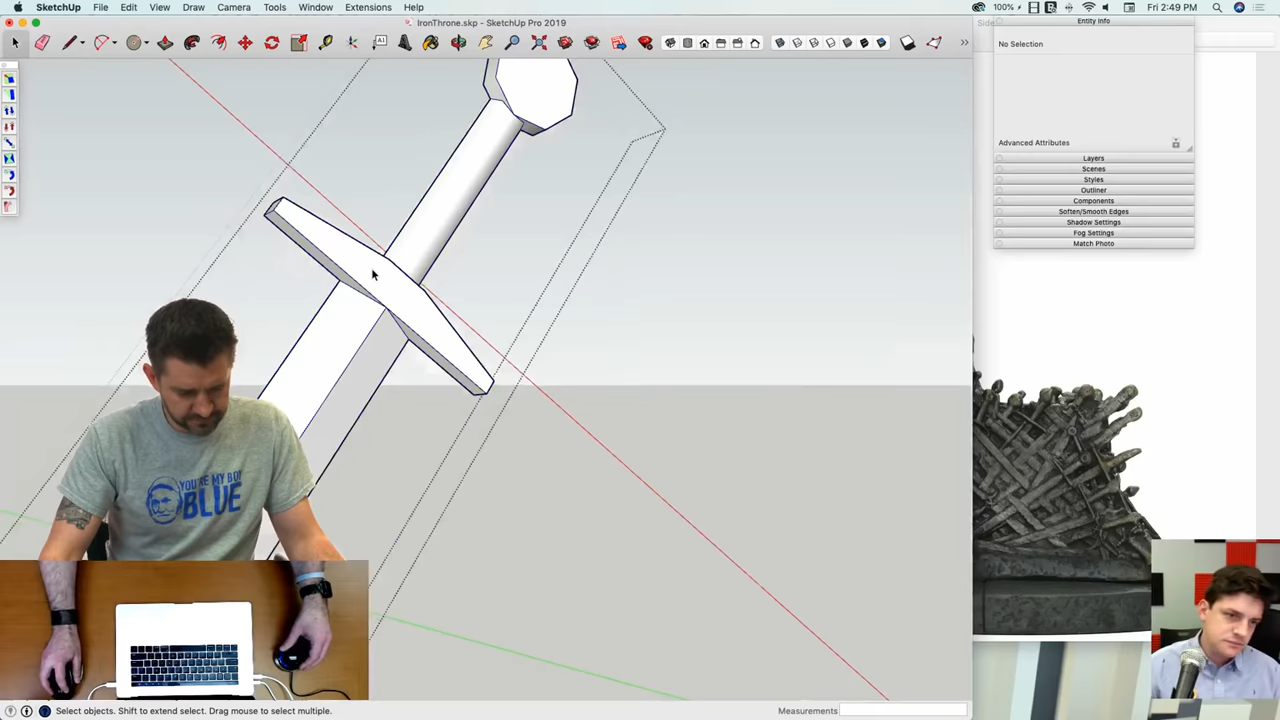 SketchUp File Edit View Draw Camera Tools Window Extensions Help
100% Fri 2:49 PM
IronThrone.skp - SketchUp Pro 2019
Side
Entity Info
No Selection
Advanced Attributes
Layers
Scenes
Styles
Outliner
Components
Soften/Smooth Edges
Shadow Settings
Fog Settings
Match Photo
YOU'RE MY BOY
BLUE
Select objects. Shift to extend select. Drag mouse to select multiple.
Measurements